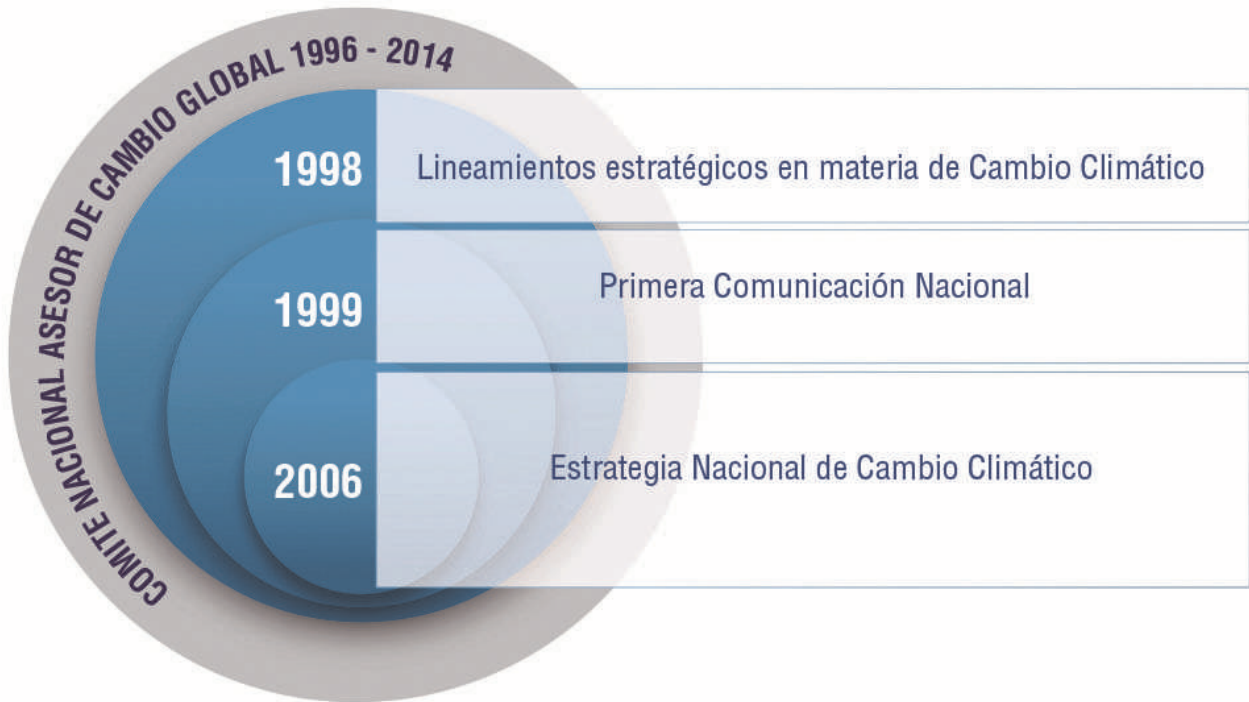 COMITE NACIONAL ASESOR DE CAMBIO GLOBAL 1996 - 2014
1998
Lineamientos estratégicos en materia de Cambio Climático
1999
Primera Comunicación Nacional
2006
Estrategia Nacional de Cambio Climático